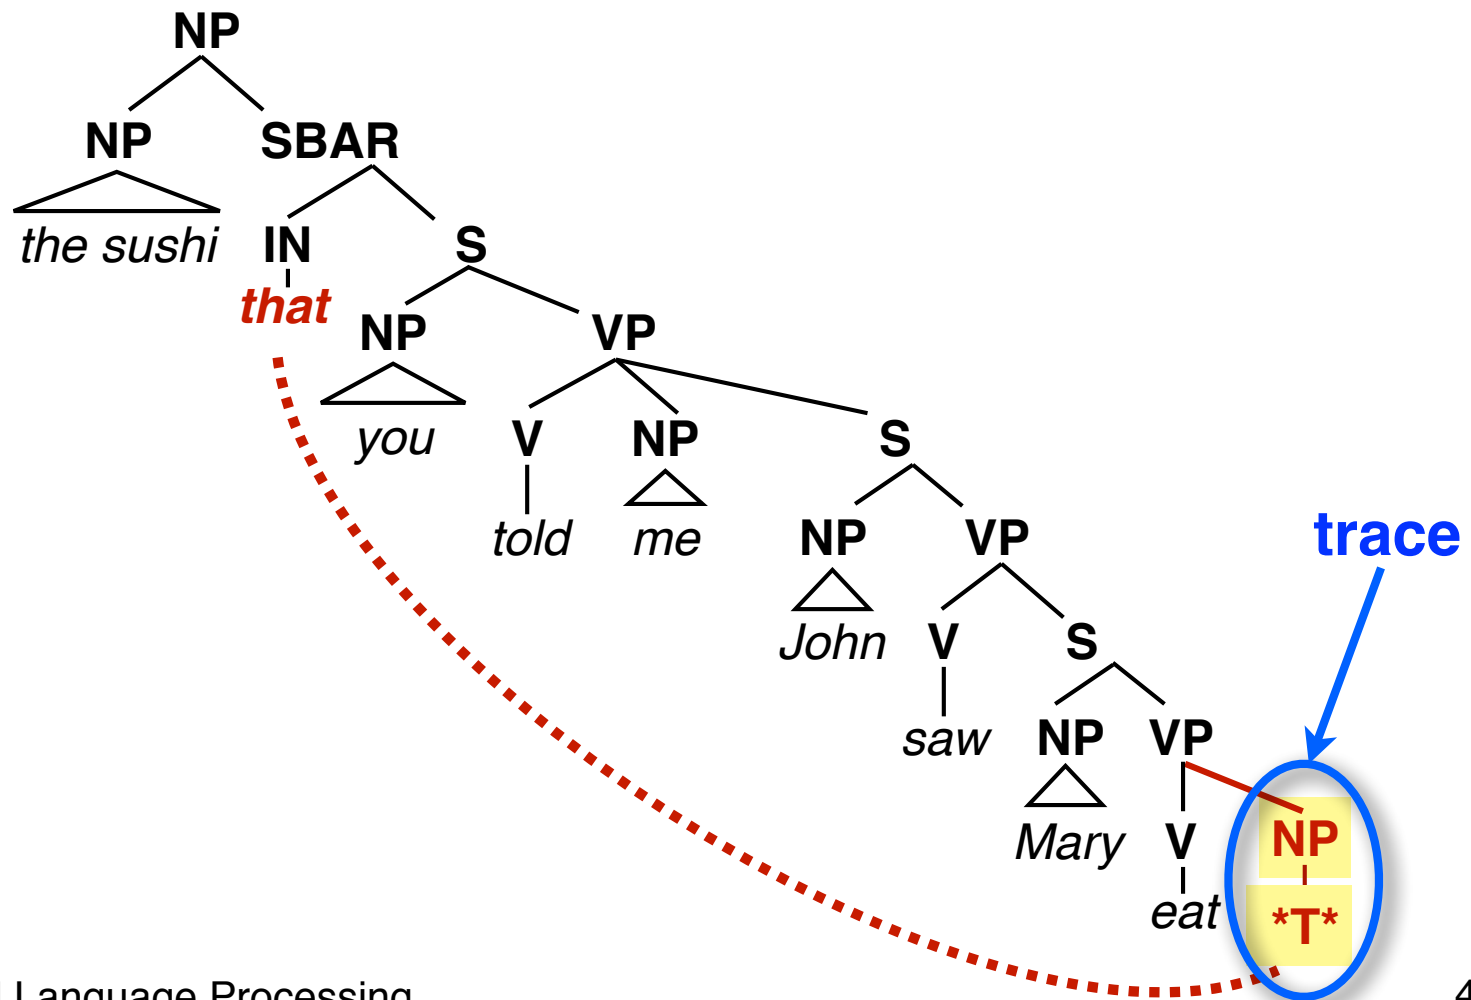 NP
NP SBAR
the sushi IN S
that
NP VP
you V NP S
told me NP VP
trace
John V S
saw NP VP
Mary V NP
eat *T*
Language Processing
4